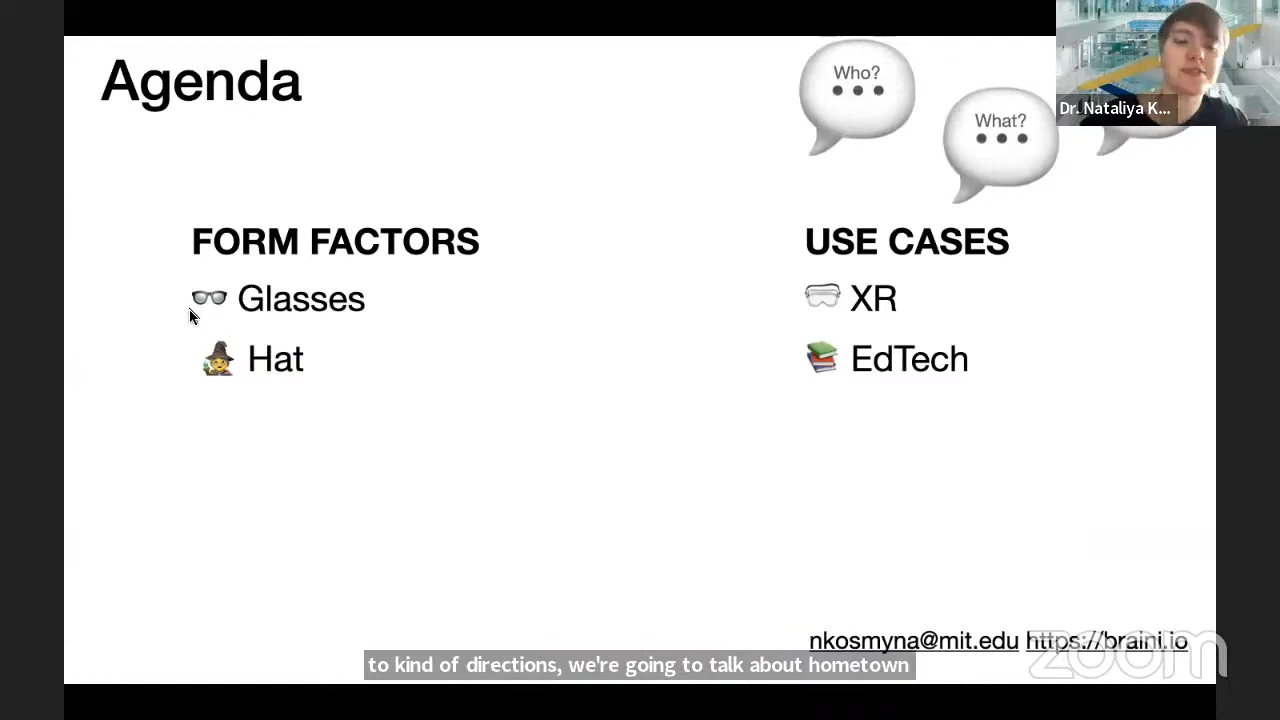 Agenda
Who?
What?
Dr. Nataliya K...
FORM FACTORS
Glasses
Hat
USE CASES
XR
EdTech
nkosmyna@mit.edu https://braini.io
zoom
to kind of directions, we're going to talk about hometown